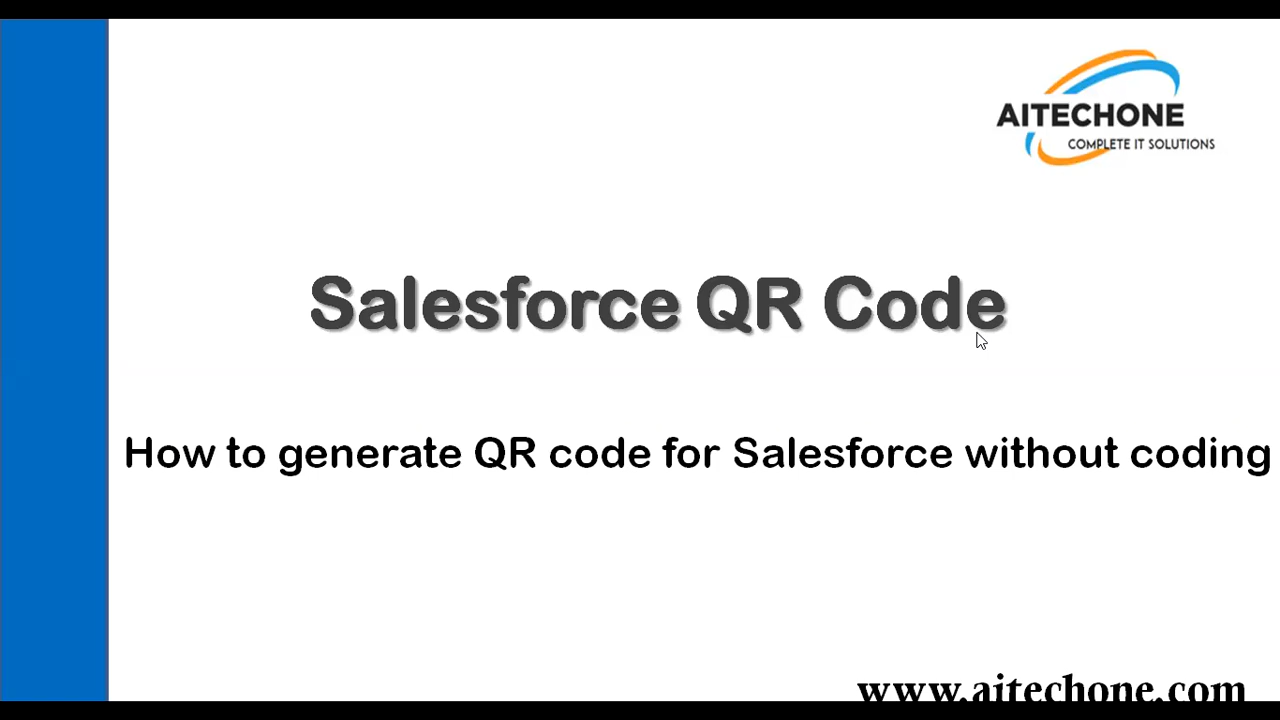 AITECHONE
COMPLETE IT SOLUTIONS
Salesforce QR Code
How to generate QR code for Salesforce without coding
www.aitechone.com